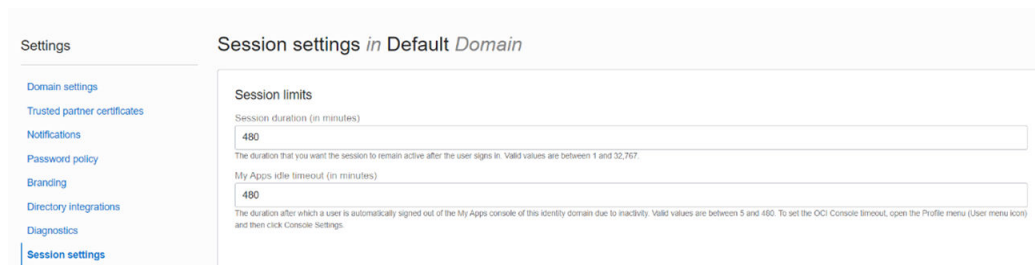 Settings
Domain settings
Trusted partner certificates
Notifications
Password policy
Branding
Directory integrations
Diagnostics
Session settings
Session settings in Default Domain
Session limits
Session duration (in minutes)
480
The duration that you want the session to remain active after the user signs in. Valid values are between 1 and 32,767.
My Apps idle timeout (in minutes)
480
The duration after which a user is automatically signed out of the My Apps console of this identity domain due to inactivity. Valid values are between 5 and 480. To set the OCI Console timeout, open the Profile menu (User menu icon)
and then click Console Settings.